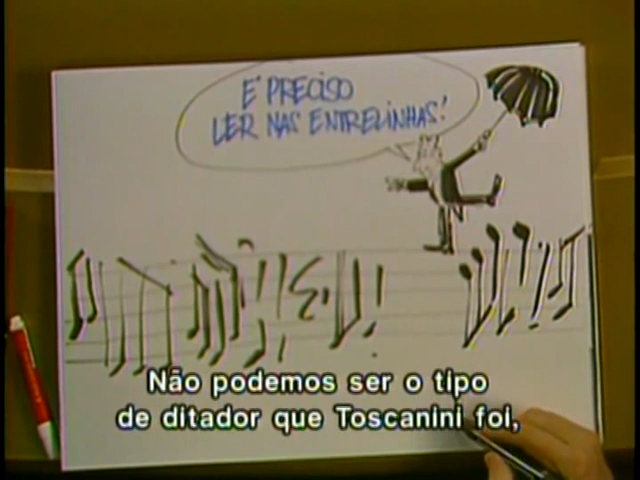 E' PRECISO
LER NAS ENTRELINHAS!
Não podemos ser o tipo
de ditador que Toscanini foi,